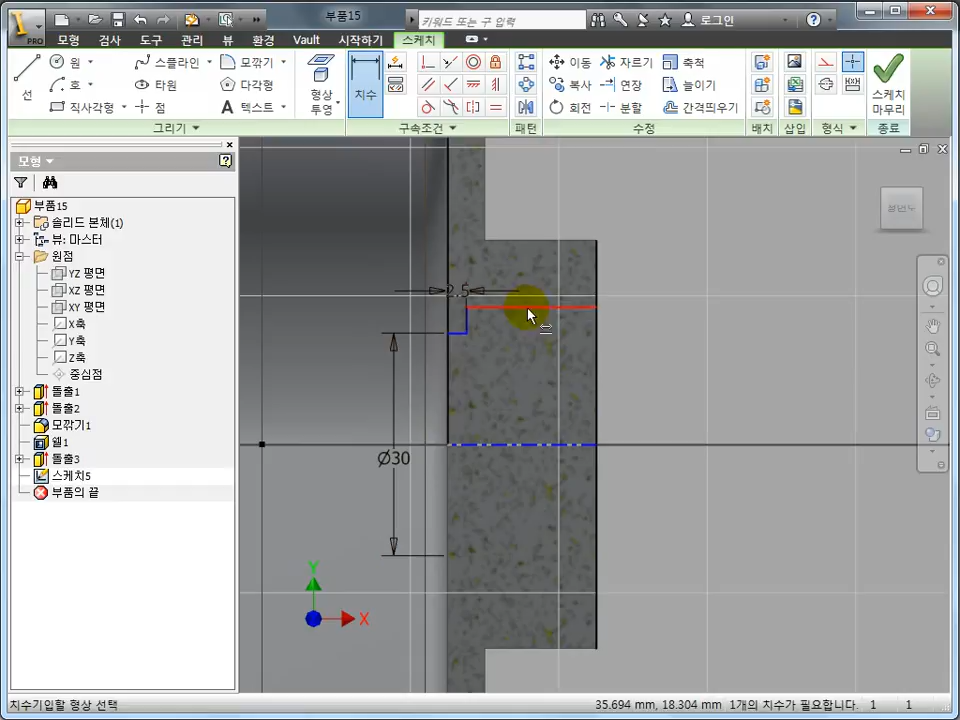 부품15
키워드 또는 구 입력
로그인
PRO
모형 검사 도구 관리 뷰 환경 Vault 시작하기 스케치
선
원
호
직사각형
스플라인
타원
점
모깎기
다각형
텍스트
형상
투영
치수
이동
복사
회전
자르기
연장
분할
축척
늘이기
간격띄우기
스케치
마무리
그리기 구속조건 패턴 수정 배치 삽입 형식 종료
모형
부품15
솔리드 본체(1)
뷰: 마스터
원점
YZ 평면
XZ 평면
XY 평면
X축
Y축
Z축
중심점
돌출1
돌출2
모깎기1
쉘1
돌출3
스케치5
부품의 끝
2.5
Ø30
Y
X
치수기입할 형상 선택
35.694 mm, 18.304 mm 1개의 치수가 필요합니다. 1 1